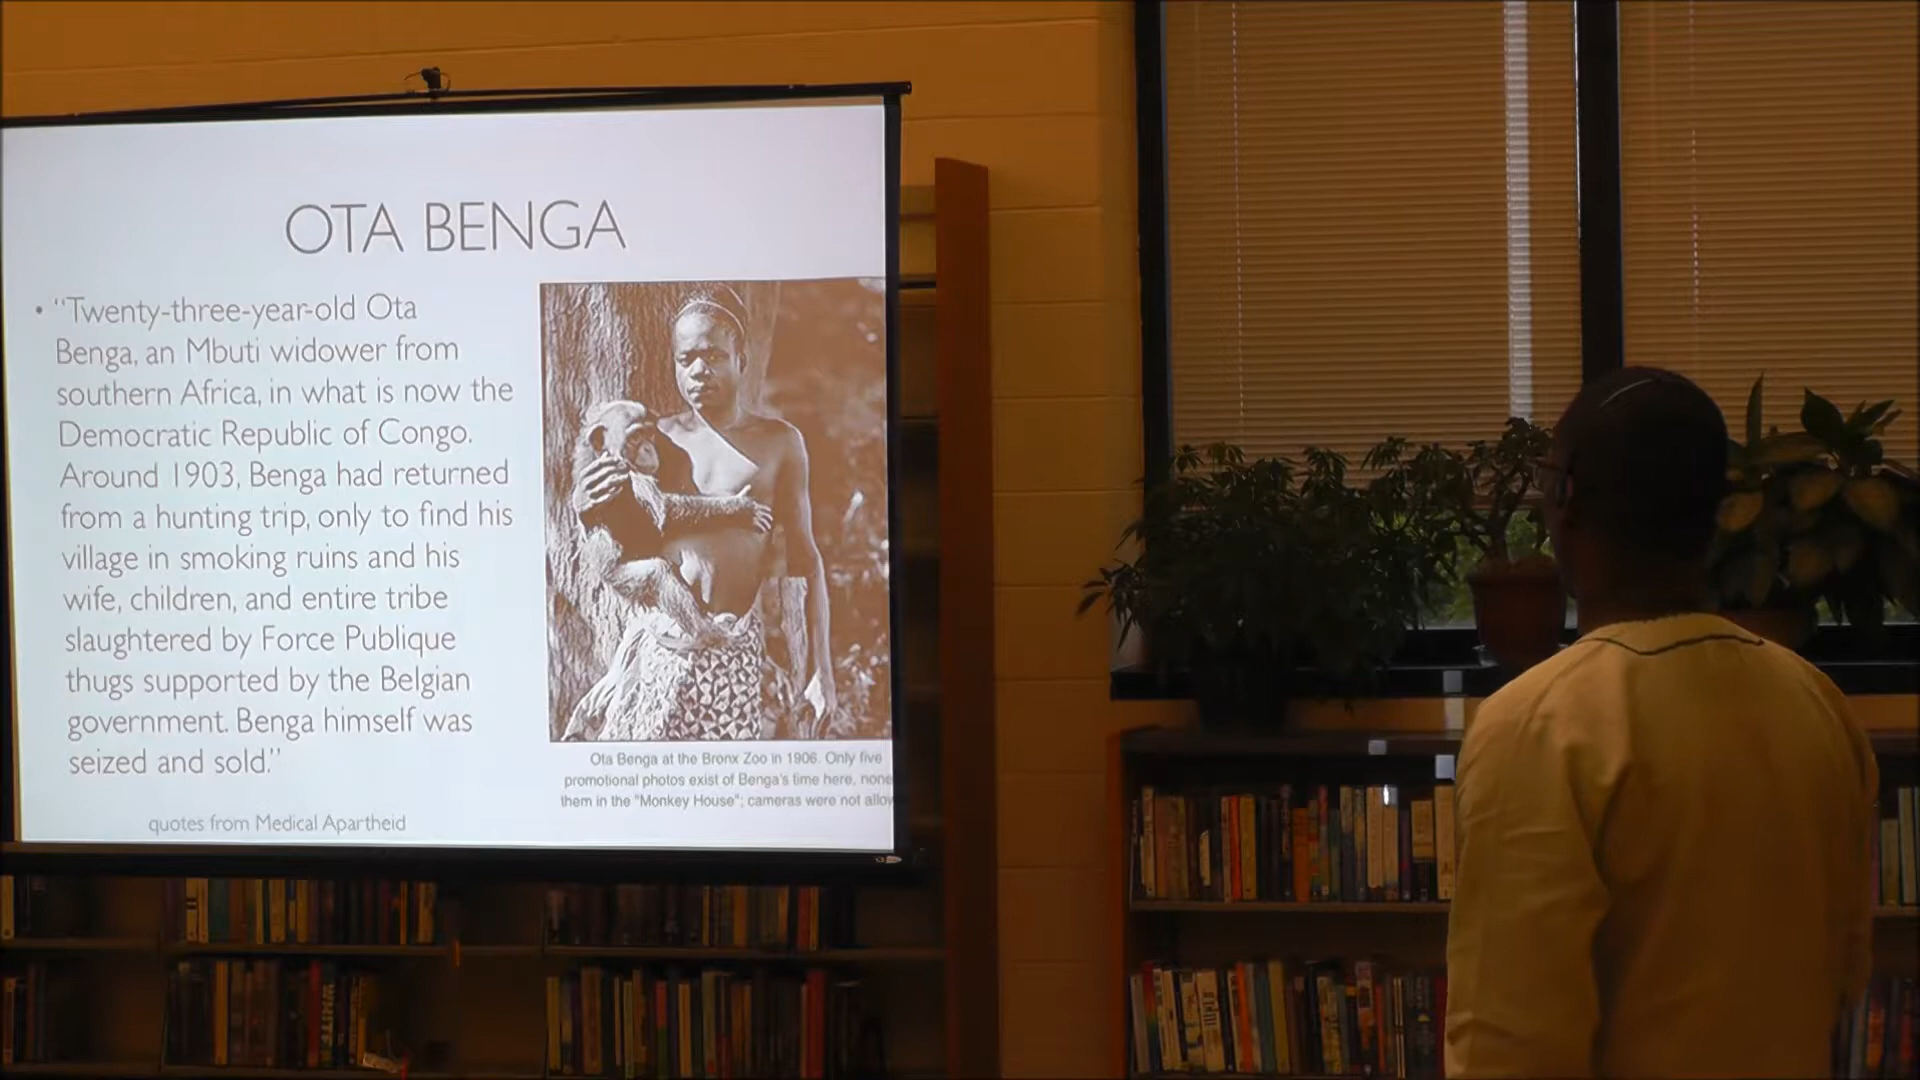 OTA BENGA
• "Twenty-three-year-old Ota
Benga, an Mbuti widower from
southern Africa, in what is now the
Democratic Republic of Congo.
Around 1903, Benga had returned
from a hunting trip, only to find his
village in smoking ruins and his
wife, children, and entire tribe
slaughtered by Force Publique
thugs supported by the Belgian
government. Benga himself was
seized and sold."
quotes from Medical Apartheid
Ota Benga at the Bronx Zoo in 1906. Only five
promotional photos exist of Benga's time here, none
them in the "Monkey House"; cameras were not allow
WHITE